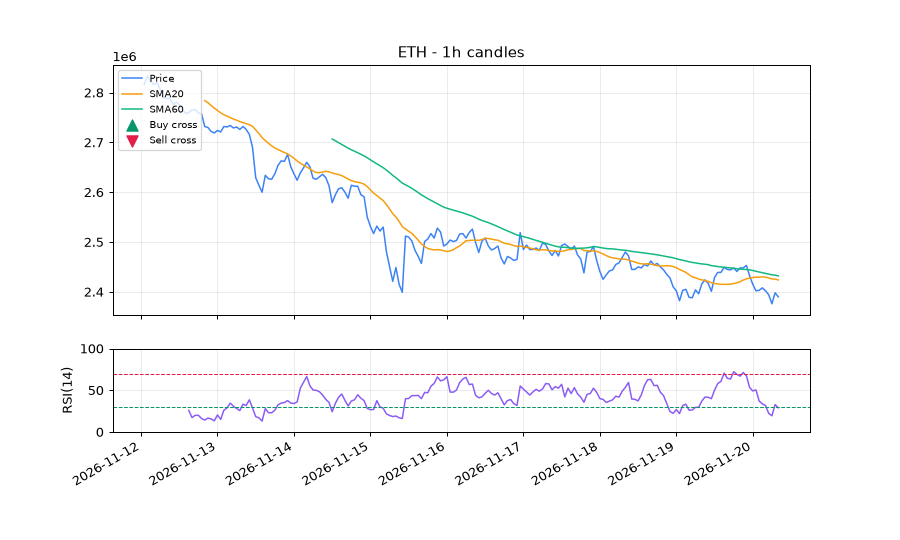 ETH - 1h candles
1e6
Price
SMA20
SMA60
Buy cross
Sell cross
2.8
2.7
2.6
2.5
2.4
100
50
0
RSI(14)
2026-11-12
2026-11-13
2026-11-14
2026-11-15
2026-11-16
2026-11-17
2026-11-18
2026-11-19
2026-11-20